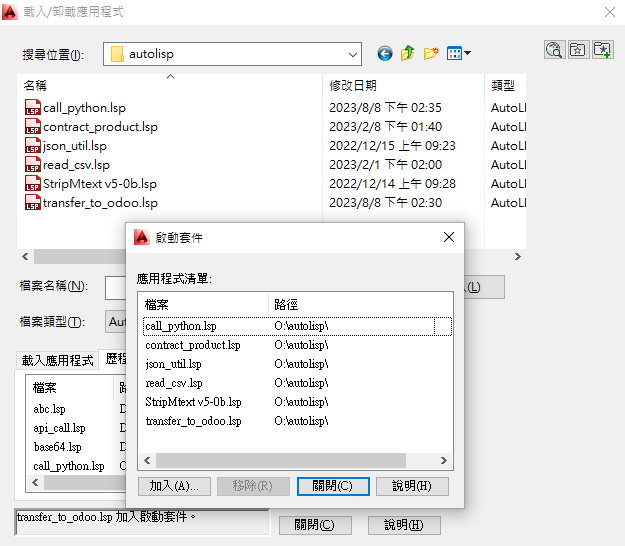 載入/卸載應用程式
搜尋位置(I):
autolisp
名稱 修改日期 類型
call_python.lsp 2023/8/8 下午 02:35 AutoLI
contract_product.lsp 2023/2/8 下午 01:40 AutoLI
json_util.lsp 2022/12/15 上午 09:23 AutoLI
read_csv.lsp 2023/2/1 下午 02:00 AutoLI
StripMtext v5-0b.lsp 2022/12/14 上午 09:28 AutoLI
transfer_to_odoo.lsp 2023/8/8 下午 02:30 AutoLI
檔案名稱(N):
(L)
檔案類型(T):
Au
載入應用程式
歷
檔案
abc.lsp D
api_call.lsp D
base64.lsp D
call_python.lsp O
transfer_to_odoo.lsp 加入啟動套件。
關閉(C)
說明(H)
啟動套件
應用程式清單:
檔案 路徑
call_python.lsp O:\autolisp\
contract_product.lsp O:\autolisp\
json_util.lsp O:\autolisp\
read_csv.lsp O:\autolisp\
StripMtext v5-0b.lsp O:\autolisp\
transfer_to_odoo.lsp O:\autolisp\
加入(A)...
移除(R)
關閉(C)
說明(H)